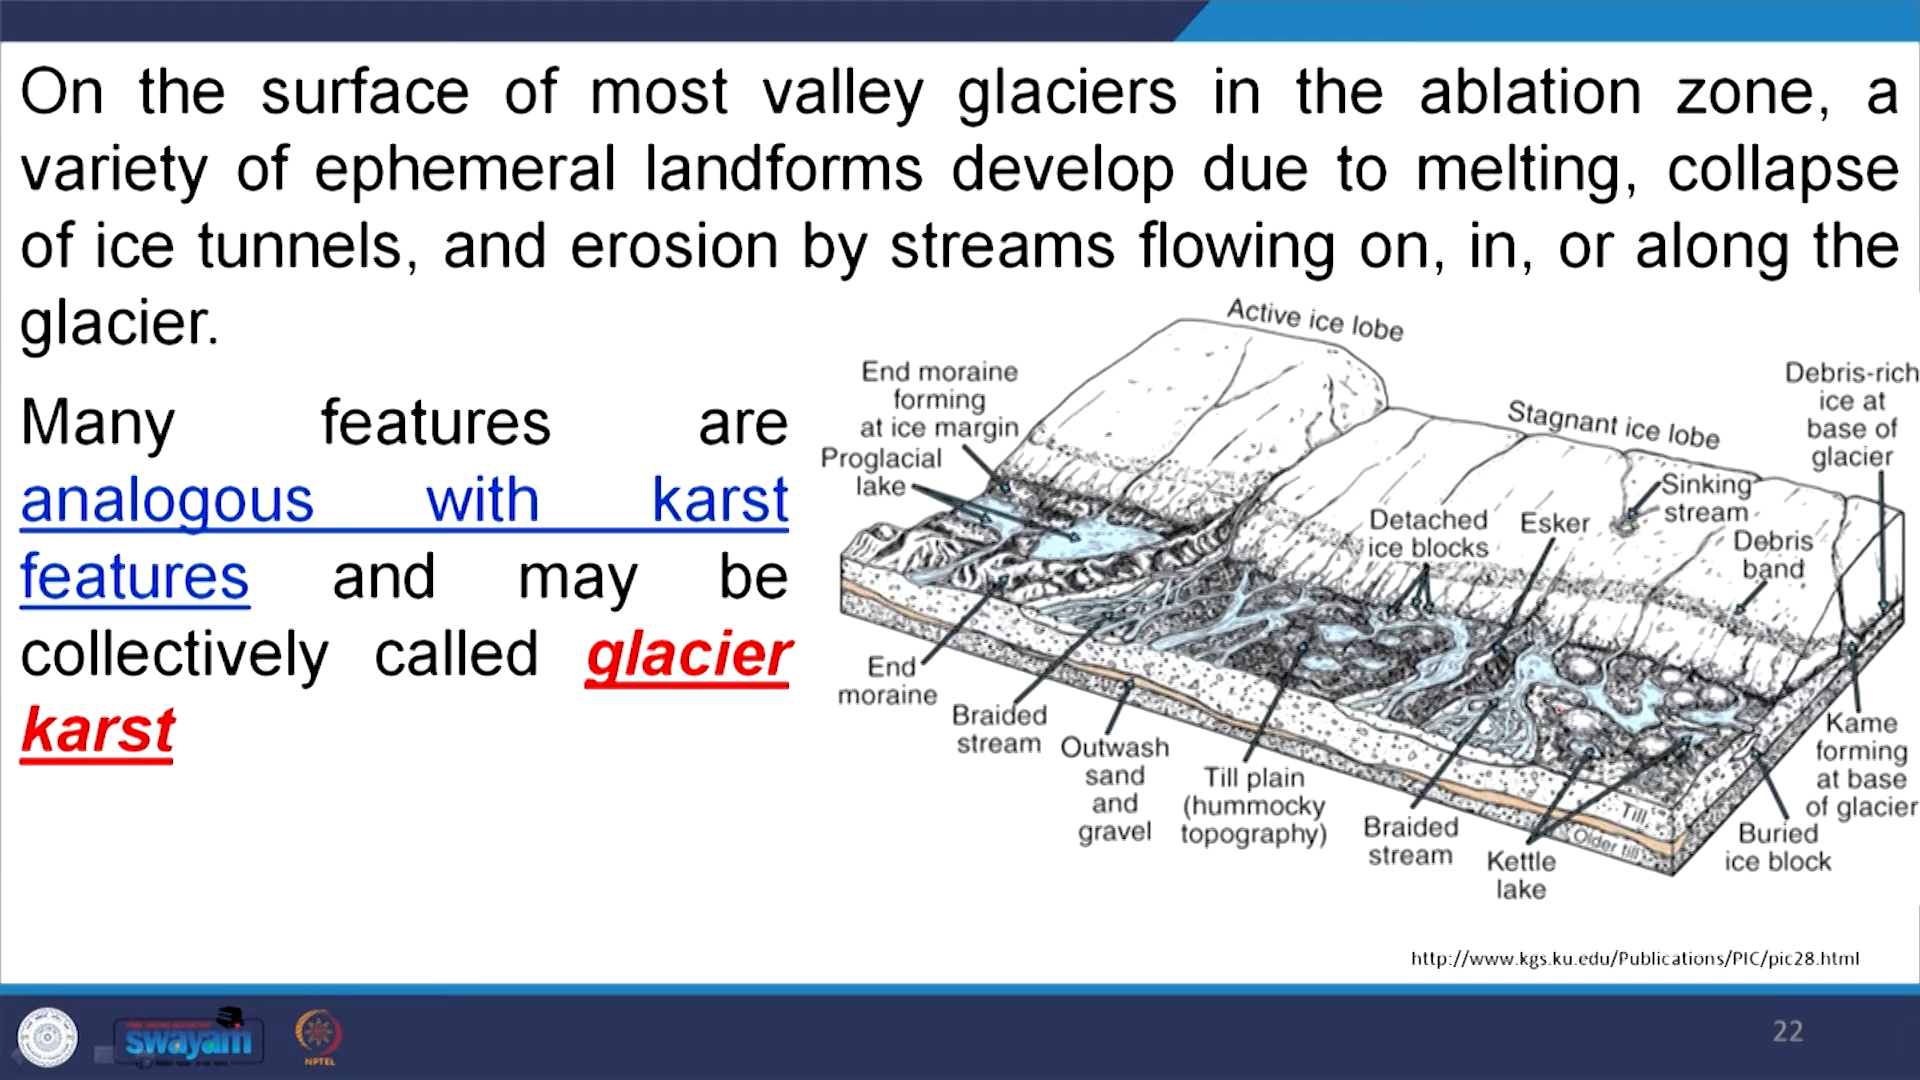 On the surface of most valley glaciers in the ablation zone, a
variety of ephemeral landforms develop due to melting, collapse
of ice tunnels, and erosion by streams flowing on, in, or along the
glacier.
Many features are
analogous with karst
features and may be
collectively called glacier
karst
Active ice lobe
End moraine
forming
at ice margin
Proglacial
lake
Stagnant ice lobe
Debris-rich
ice at
base of
glacier
Sinking
stream
Detached
ice blocks
Esker
Debris
band
End
moraine
Braided
stream
Outwash
sand
and
gravel
Till plain
(hummocky
topography)
Braided
stream
Kettle
lake
Till
Older till
Buried
ice block
Kame
forming
at base
of glacier
http://www.kgs.ku.edu/Publications/PIC/pic28.html
swayam
NPTEL
22